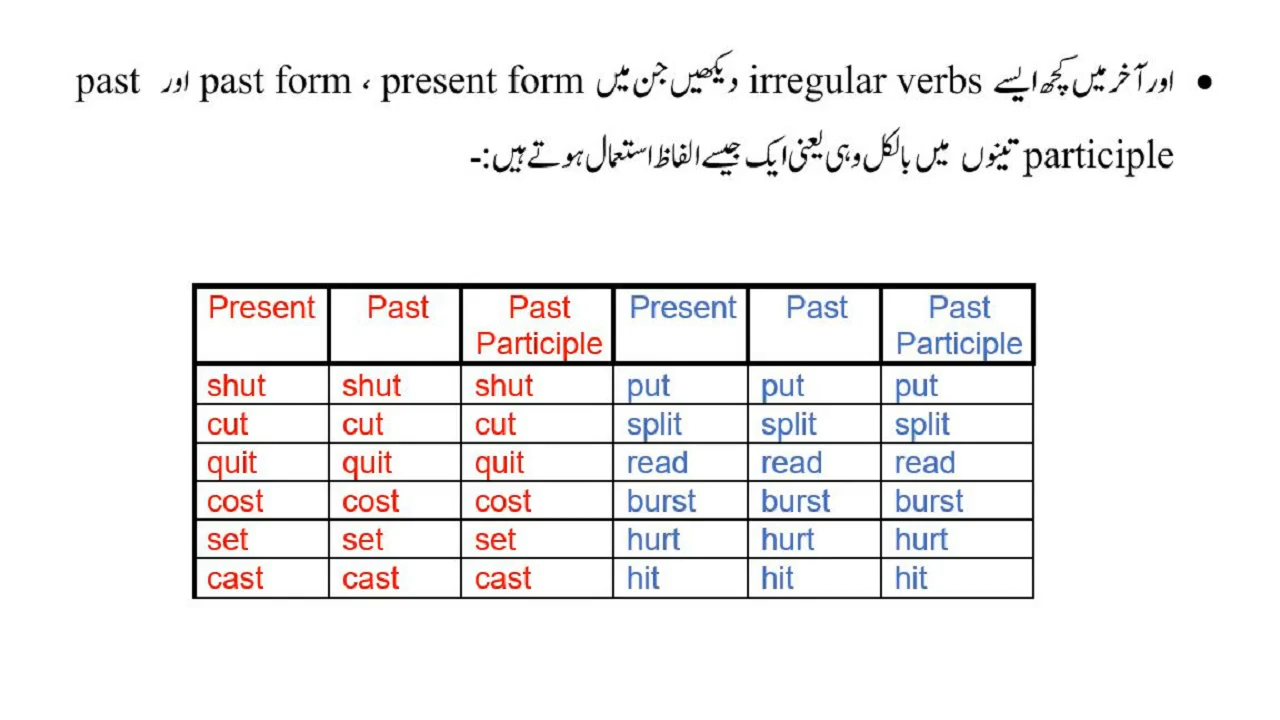 • اور آخر میں کچھ ایسے irregular verbs دیکھیں جن میں present form ، past form اور past
participle تینوں میں بالکل وہی یعنی ایک جیسے الفاظ استعمال ہوتے ہیں:-
Present Past Past Participle Present Past Past Participle
shut shut shut put put put
cut cut cut split split split
quit quit quit read read read
cost cost cost burst burst burst
set set set hurt hurt hurt
cast cast cast hit hit hit